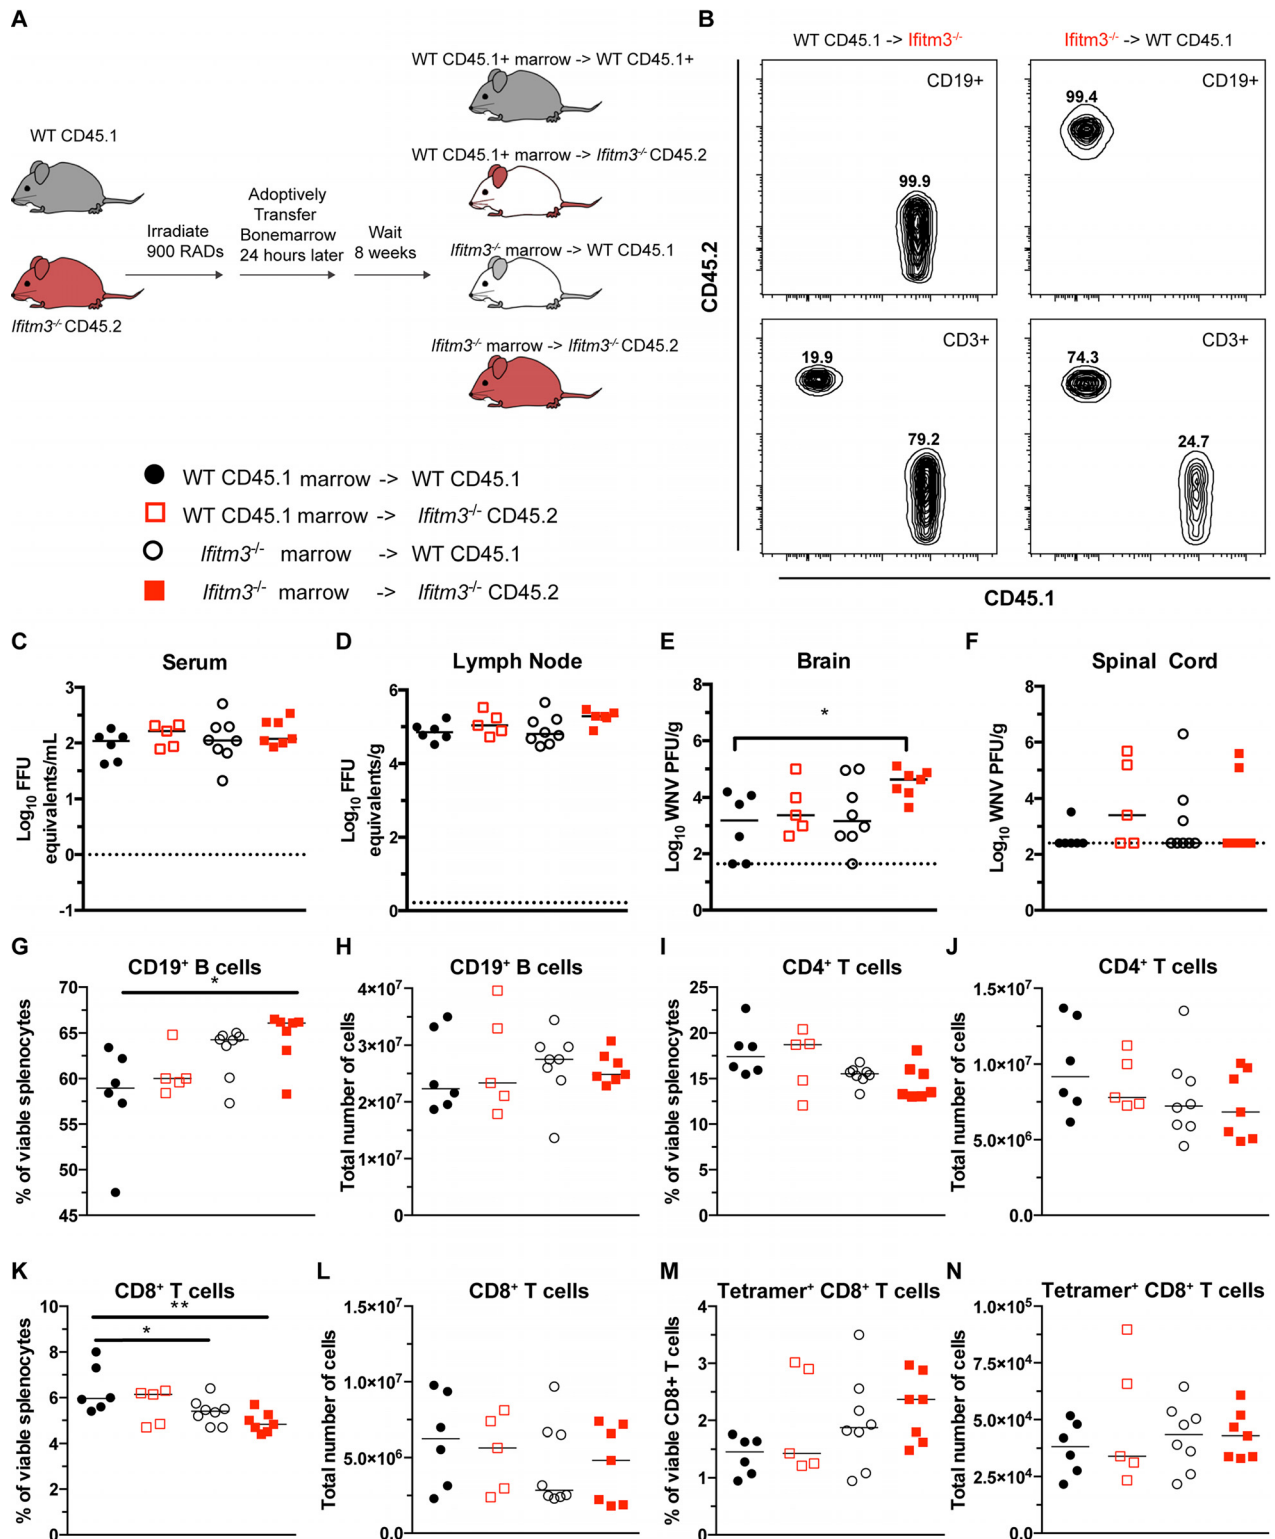 A
WT CD45.1
Ifitm3-/- CD45.2
Irradiate
900 RADs
Adoptively
Transfer
Bonemarrow
24 hours later
Wait
8 weeks
WT CD45.1+ marrow -> WT CD45.1+
WT CD45.1+ marrow -> Ifitm3-/- CD45.2
Ifitm3-/- marrow -> WT CD45.1
Ifitm3-/- marrow -> Ifitm3-/- CD45.2
B
WT CD45.1 -> Ifitm3-/-
Ifitm3-/- -> WT CD45.1
CD19+
99.9
CD19+
99.4
CD3+
19.9
79.2
CD3+
74.3
24.7
CD45.2
CD45.1
WT CD45.1 marrow -> WT CD45.1
WT CD45.1 marrow -> Ifitm3-/- CD45.2
Ifitm3-/- marrow -> WT CD45.1
Ifitm3-/- marrow -> Ifitm3-/- CD45.2
C
Serum
Log10 FFU
equivalents/mL
3
2
1
0
-1
D
Lymph Node
Log10 FFU
equivalents/g
6
4
2
0
E
Brain
Log10 WNV PFU/g
8
6
4
2
0
*
F
Spinal Cord
Log10 WNV PFU/g
8
6
4
2
0
G
CD19+ B cells
% of viable splenocytes
70
65
60
55
50
45
*
H
CD19+ B cells
Total number of cells
4×10^7
3×10^7
2×10^7
1×10^7
0
I
CD4+ T cells
% of viable splenocytes
25
20
15
10
5
0
J
CD4+ T cells
Total number of cells
1.5×10^7
1.0×10^7
5.0×10^6
0.0
K
CD8+ T cells
% of viable splenocytes
10
8
6
4
2
0
**
*
L
CD8+ T cells
Total number of cells
1.5×10^7
1.0×10^7
5.0×10^6
0.0
M
Tetramer+ CD8+ T cells
% of viable CD8+ T cells
4
3
2
1
0
N
Tetramer+ CD8+ T cells
Total number of cells
1.0×10^5
7.5×10^4
5.0×10^4
2.5×10^4
0.0